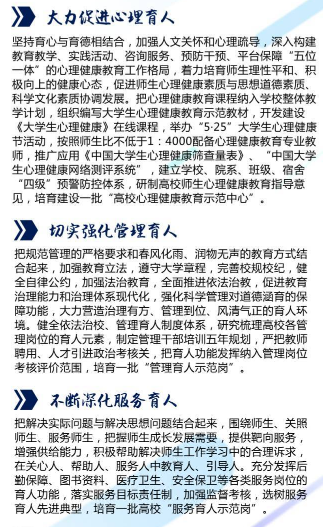 大力促进心理育人
坚持育心与育德相结合，加强人文关怀和心理疏导，深入构建
教育教学、实践活动、咨询服务、预防干预、平台保障“五位
一体”的心理健康教育工作格局，着力培育师生理性平和、积
极向上的健康心态，促进师生心理健康素质与思想道德素质、
科学文化素质协调发展。把心理健康教育课程纳入学校整体教
学计划，组织编写大学生心理健康教育示范教材，开发建设
《大学生心理健康》在线课程，举办“5·25”大学生心理健康
节活动，按照师生比不低于1：4000配备心理健康教育专业教
师，推广应用《中国大学生心理健康筛查量表》、“中国大学
生心理健康网络测评系统”，建立学校、院系、班级、宿舍
“四级”预警防控体系，研制高校师生心理健康教育指导意
见，培育建设一批“高校心理健康教育示范中心”。
切实强化管理育人
把规范管理的严格要求和春风化雨、润物无声的教育方式结
合起来，加强教育立法，遵守大学章程，完善校规校纪，健
全自律公约，加强法治教育，全面推进依法治教，促进教育
治理能力和治理体系现代化，强化科学管理对道德涵育的保
障功能，大力营造治理有方、管理到位、风清气正的育人环
境。健全依法治校、管理育人制度体系，研究梳理高校各管
理岗位的育人元素，制定管理干部培训五年规划，严把教师
聘用、人才引进政治考核关，把育人功能发挥纳入管理岗位
考核评价范围，培育一批“管理育人示范岗”。
不断深化服务育人
把解决实际问题与解决思想问题结合起来，围绕师生、关照
师生、服务师生，把握师生成长发展需要，提供靶向服务，
增强供给能力，积极帮助解决师生工作学习中的合理诉求，
在关心人、帮助人、服务人中教育人、引导人。充分发挥后
勤保障、图书资料、医疗卫生、安全保卫等各类服务岗位的
育人功能，落实服务目标责任制，加强监督考核，选树服务
育人先进典型，培育一批高校“服务育人示范岗”。